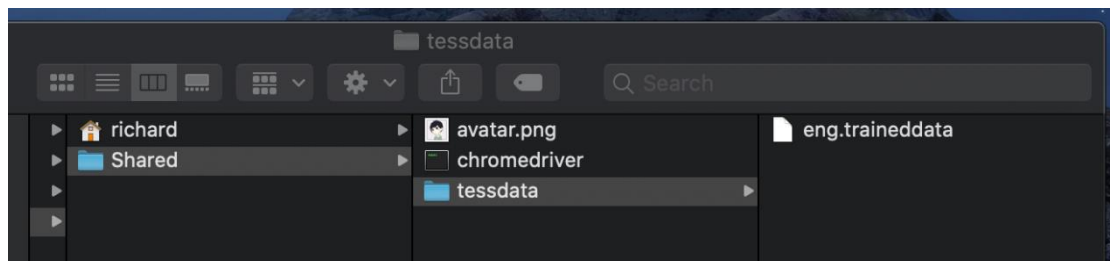 tessdata
Search
richard
Shared
avatar.png
chromedriver
tessdata
eng.traineddata